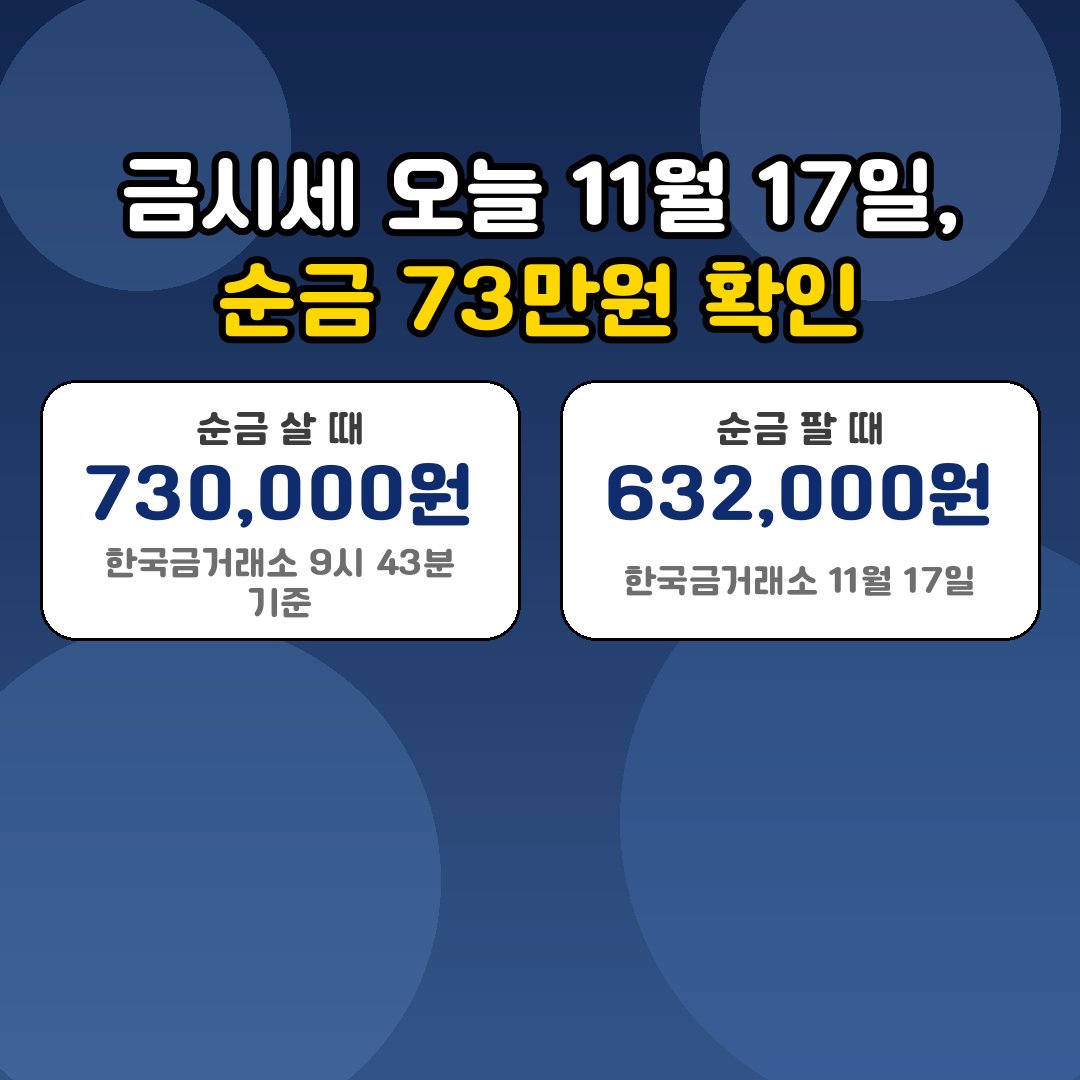 금시세 오늘 11월 17일,
순금 73만원 확인
순금 살 때
730,000원
한국금거래소 9시 43분
기준
순금 팔 때
632,000원
한국금거래소 11월 17일